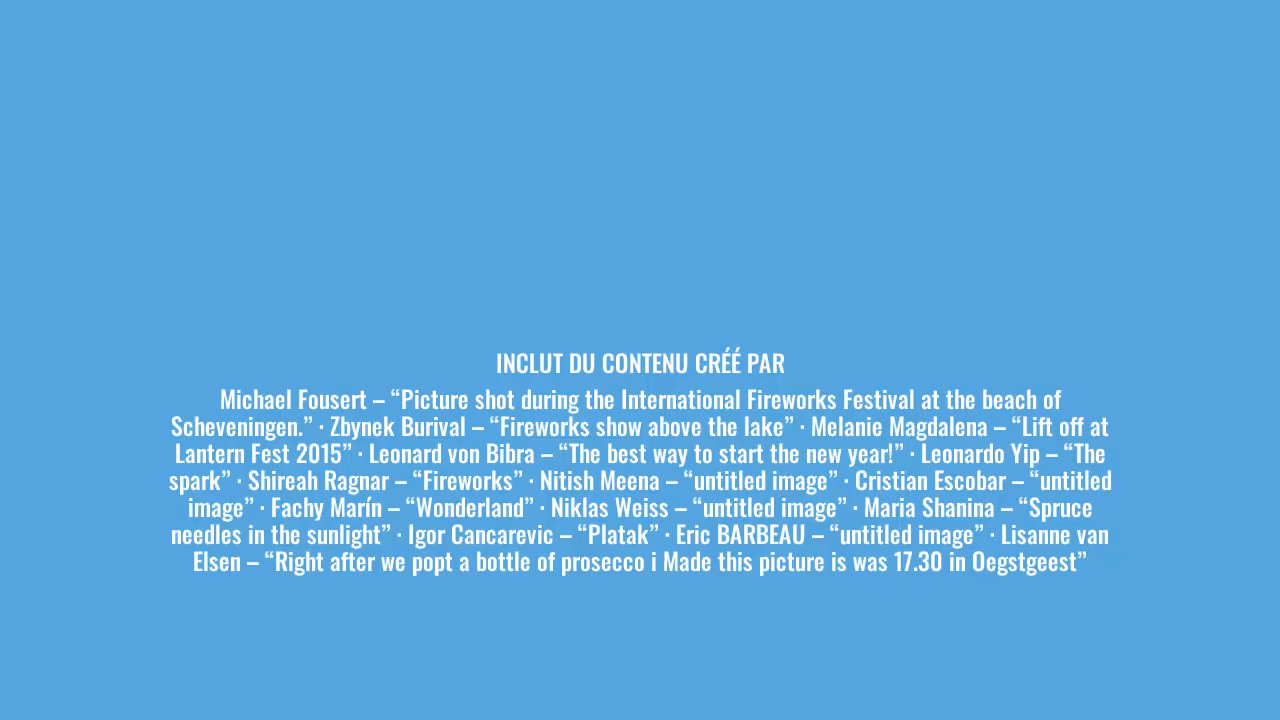 INCLUT DU CONTENU CRÉÉ PAR
Michael Fousert – “Picture shot during the International Fireworks Festival at the beach of
Scheveningen.” · Zbynek Burival – “Fireworks show above the lake” · Melanie Magdalena – “Lift off at
Lantern Fest 2015” · Leonard von Bibra – “The best way to start the new year!” · Leonardo Yip – “The
spark” · Shireah Ragnar – “Fireworks” · Nitish Meena – “untitled image” · Cristian Escobar – “untitled
image” · Fachy Marín – “Wonderland” · Niklas Weiss – “untitled image” · Maria Shanina – “Spruce
needles in the sunlight” · Igor Cancarevic – “Platak” · Eric BARBEAU – “untitled image” · Lisanne van
Elsen – “Right after we popt a bottle of prosecco i Made this picture is was 17.30 in Oegstgeest”